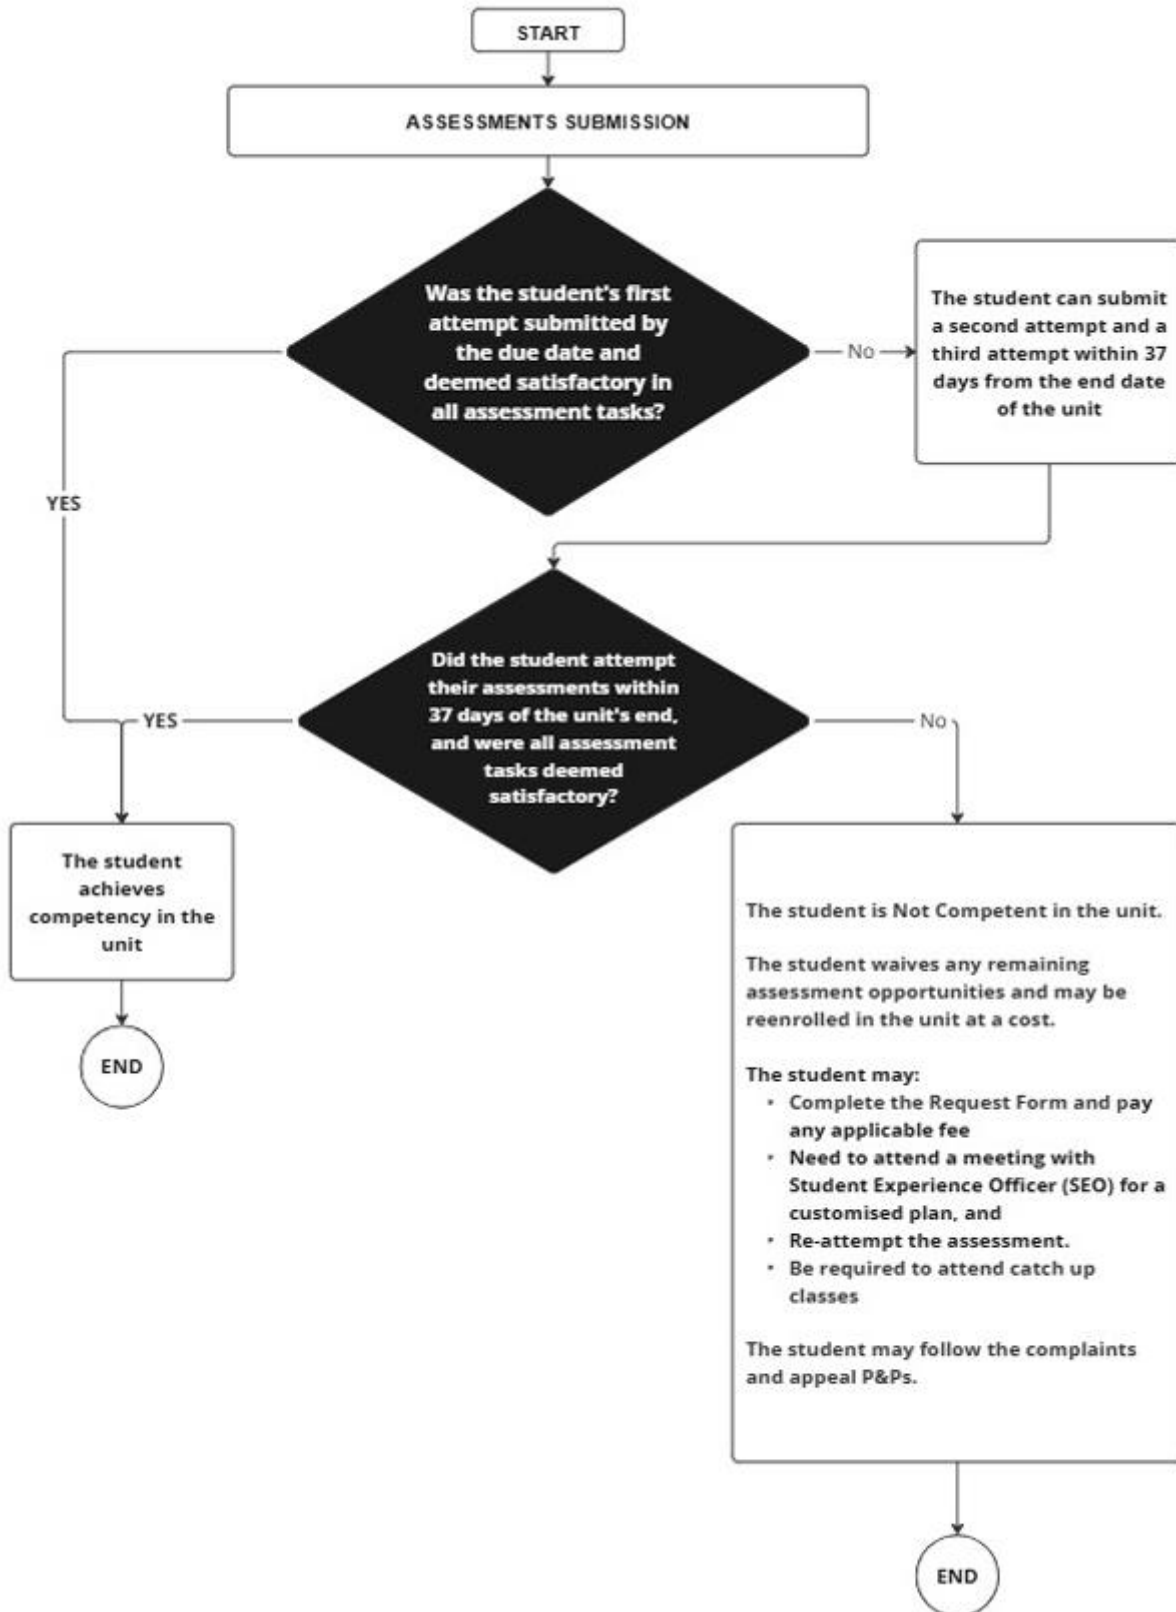 START
ASSESSMENTS SUBMISSION
Was the student's first
attempt submitted by
the due date and
deemed satisfactory in
all assessment tasks?
No
The student can submit
a second attempt and a
third attempt within 37
days from the end date
of the unit
YES
Did the student attempt
their assessments within
37 days of the unit's end,
and were all assessment
tasks deemed
satisfactory?
YES
No
The student
achieves
competency in the
unit
END
The student is Not Competent in the unit.
The student waives any remaining
assessment opportunities and may be
reenrolled in the unit at a cost.
The student may:
• Complete the Request Form and pay
any applicable fee
• Need to attend a meeting with
Student Experience Officer (SEO) for a
customised plan, and
• Re-attempt the assessment.
• Be required to attend catch up
classes
The student may follow the complaints
and appeal P&Ps.
END